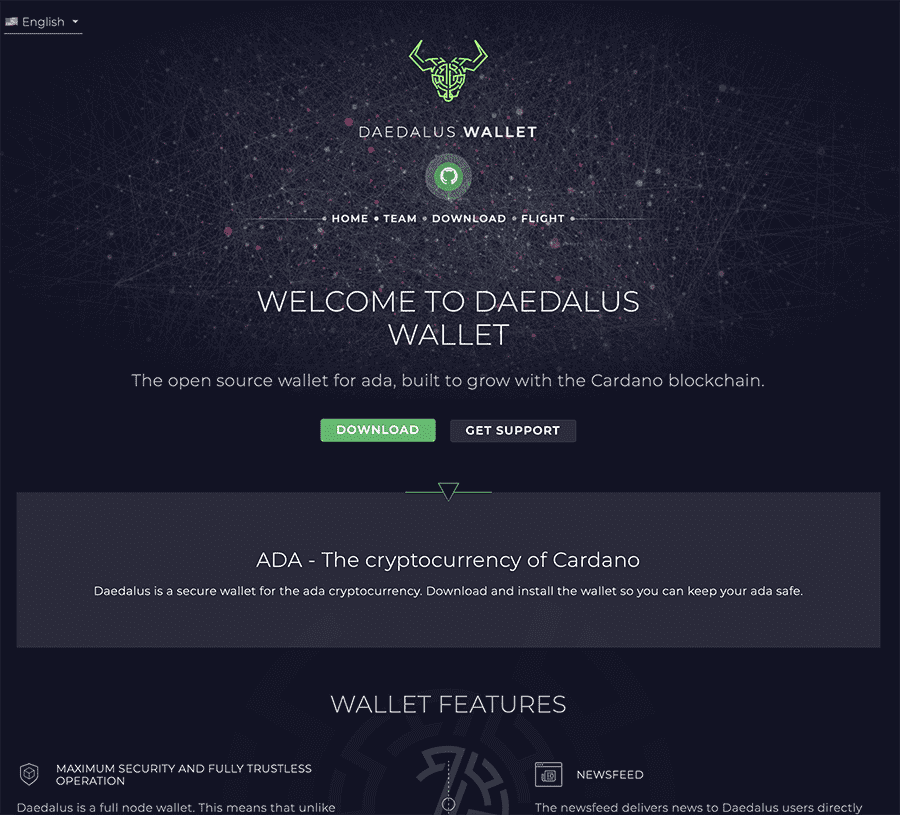 English
DAEDALUS WALLET
HOME • TEAM • DOWNLOAD • FLIGHT
WELCOME TO DAEDALUS
WALLET
The open source wallet for ada, built to grow with the Cardano blockchain.
DOWNLOAD
GET SUPPORT
ADA - The cryptocurrency of Cardano
Daedalus is a secure wallet for the ada cryptocurrency. Download and install the wallet so you can keep your ada safe.
WALLET FEATURES
MAXIMUM SECURITY AND FULLY TRUSTLESS
OPERATION
Daedalus is a full node wallet. This means that unlike
NEWSFEED
The newsfeed delivers news to Daedalus users directly